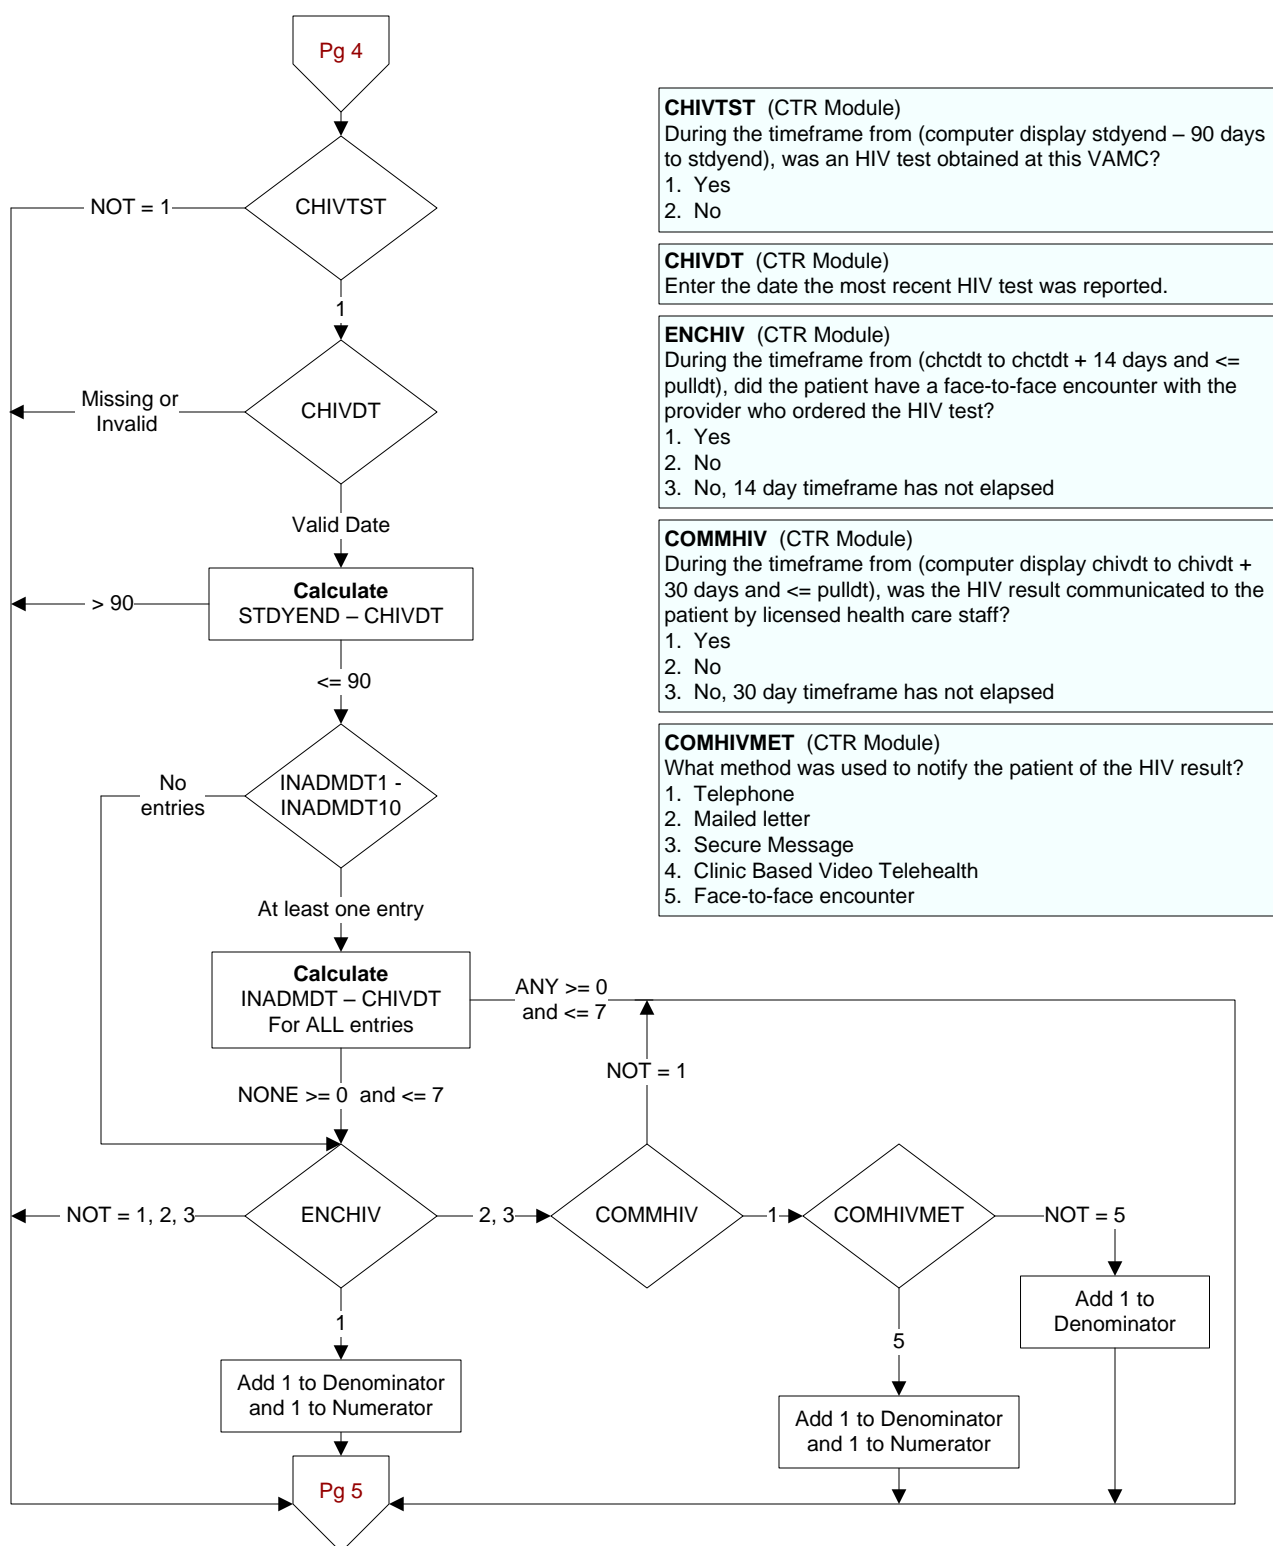 Pg 4
CHIVTST
NOT = 1
1
CHIVDT
Missing or
Invalid
Valid Date
Calculate
STDYEND – CHIVDT
> 90
<= 90
INADMDT1 -
INADMDT10
No
entries
At least one entry
Calculate
INADMDT – CHIVDT
For ALL entries
ANY >= 0
and <= 7
NONE >= 0 and <= 7
NOT = 1
ENCHIV
NOT = 1, 2, 3
2, 3
COMMHIV
1
COMHIVMET
NOT = 5
Add 1 to
Denominator
1
5
Add 1 to Denominator
and 1 to Numerator
Add 1 to Denominator
and 1 to Numerator
Pg 5
CHIVTST (CTR Module)
During the timeframe from (computer display stdyend – 90 days
to stdyend), was an HIV test obtained at this VAMC?
1. Yes
2. No
CHIVDT (CTR Module)
Enter the date the most recent HIV test was reported.
ENCHIV (CTR Module)
During the timeframe from (chctdt to chctdt + 14 days and <=
pulldt), did the patient have a face-to-face encounter with the
provider who ordered the HIV test?
1. Yes
2. No
3. No, 14 day timeframe has not elapsed
COMMHIV (CTR Module)
During the timeframe from (computer display chivdt to chivdt +
30 days and <= pulldt), was the HIV result communicated to the
patient by licensed health care staff?
1. Yes
2. No
3. No, 30 day timeframe has not elapsed
COMHIVMET (CTR Module)
What method was used to notify the patient of the HIV result?
1. Telephone
2. Mailed letter
3. Secure Message
4. Clinic Based Video Telehealth
5. Face-to-face encounter